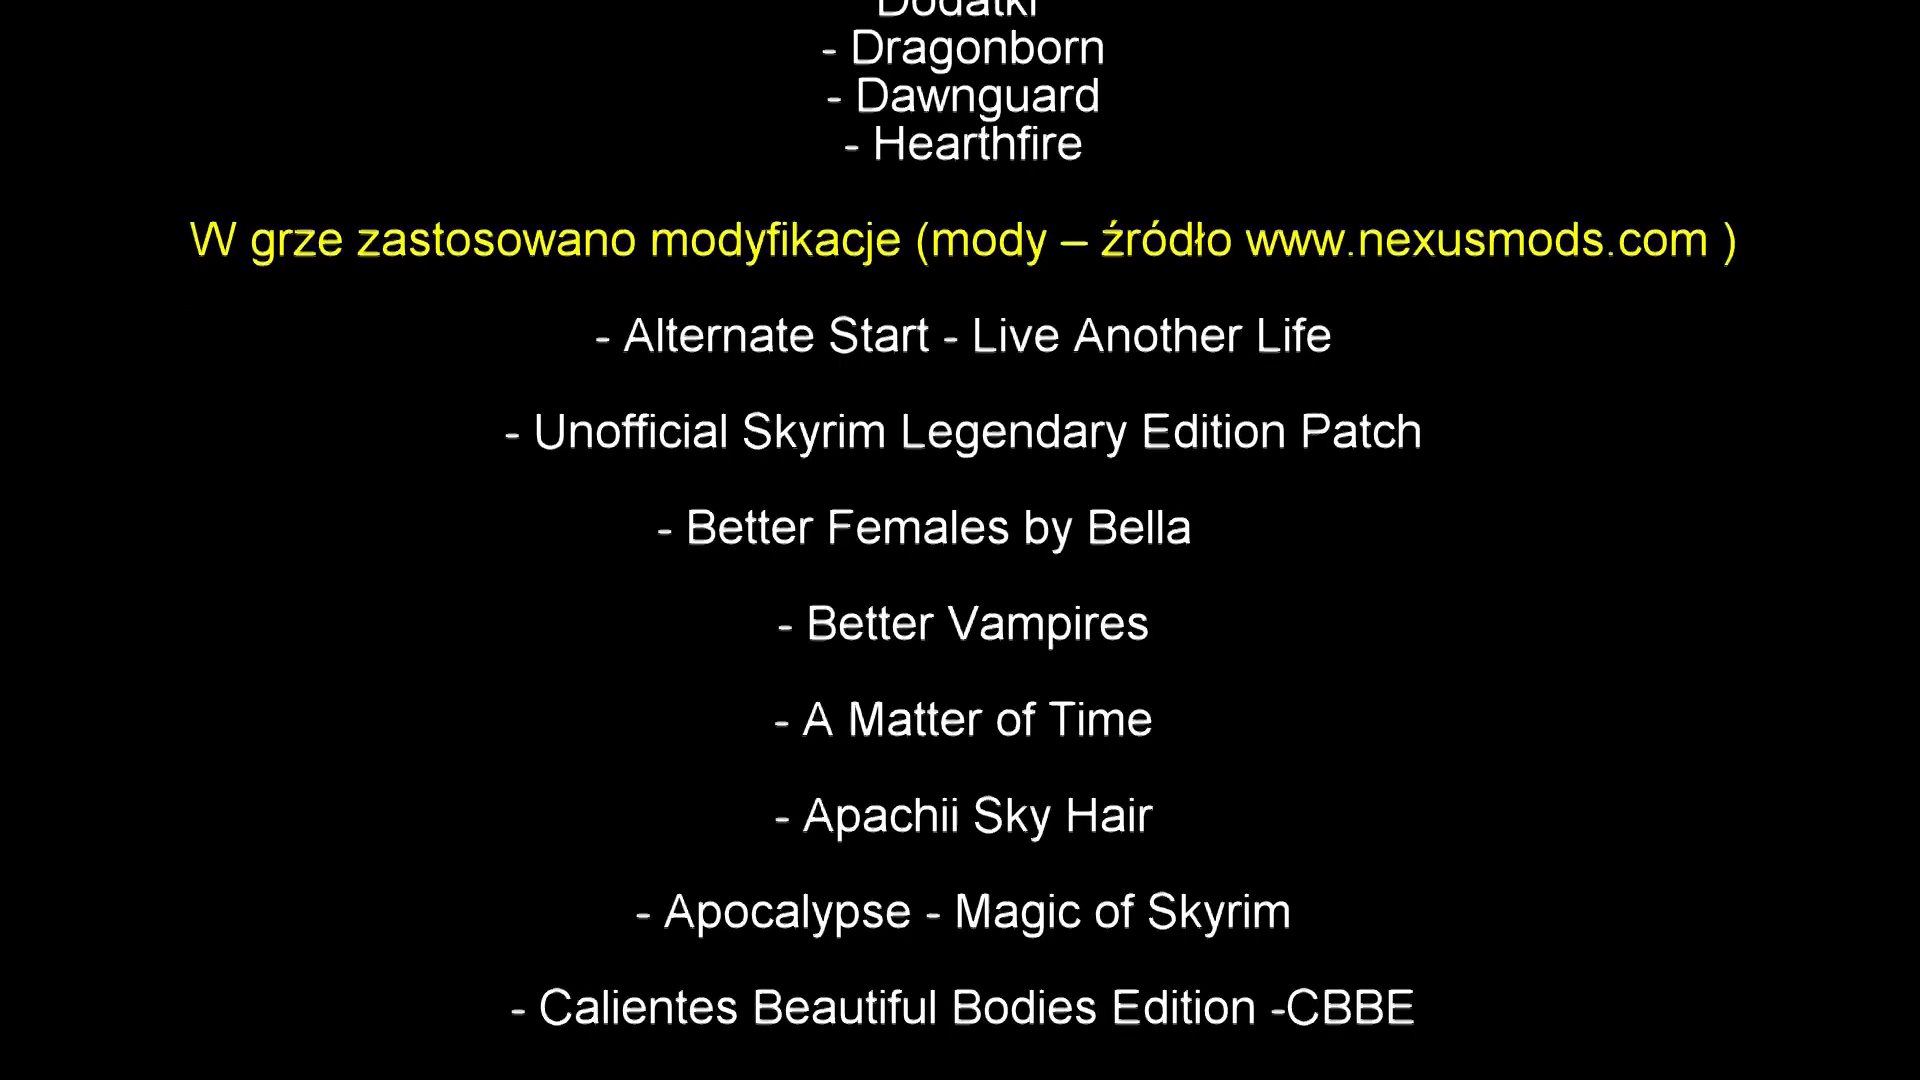 Dodatki
- Dragonborn
- Dawnguard
- Hearthfire
W grze zastosowano modyfikacje (mody – źródło www.nexusmods.com )
- Alternate Start - Live Another Life
- Unofficial Skyrim Legendary Edition Patch
- Better Females by Bella
- Better Vampires
- A Matter of Time
- Apachii Sky Hair
- Apocalypse - Magic of Skyrim
- Calientes Beautiful Bodies Edition -CBBE